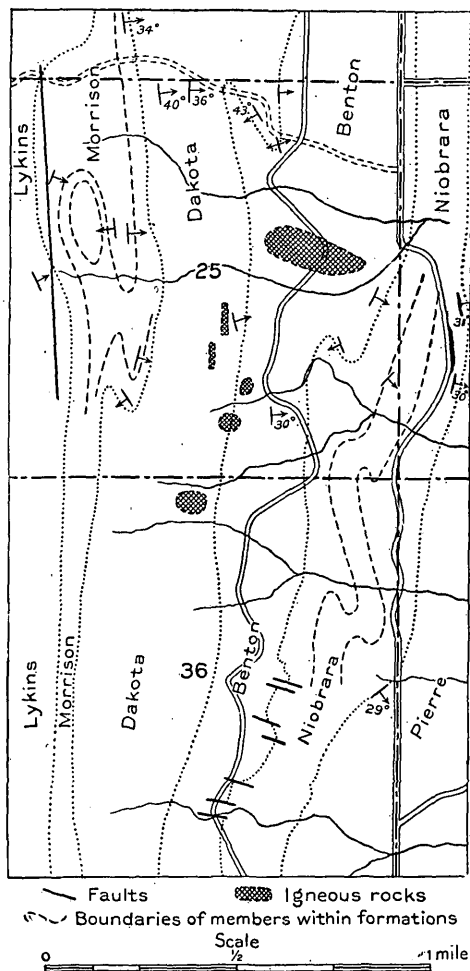 34°
Lykins
Morrison
40°
36°
43°
Benton
Dakota
Niobrara
25
31
30°
30°
Lykins
Morrison
Dakota
36
Benton
Niobrara
29°
Pierre
Faults
Igneous rocks
Boundaries of members within formations
Scale
0
1/2
1 mile